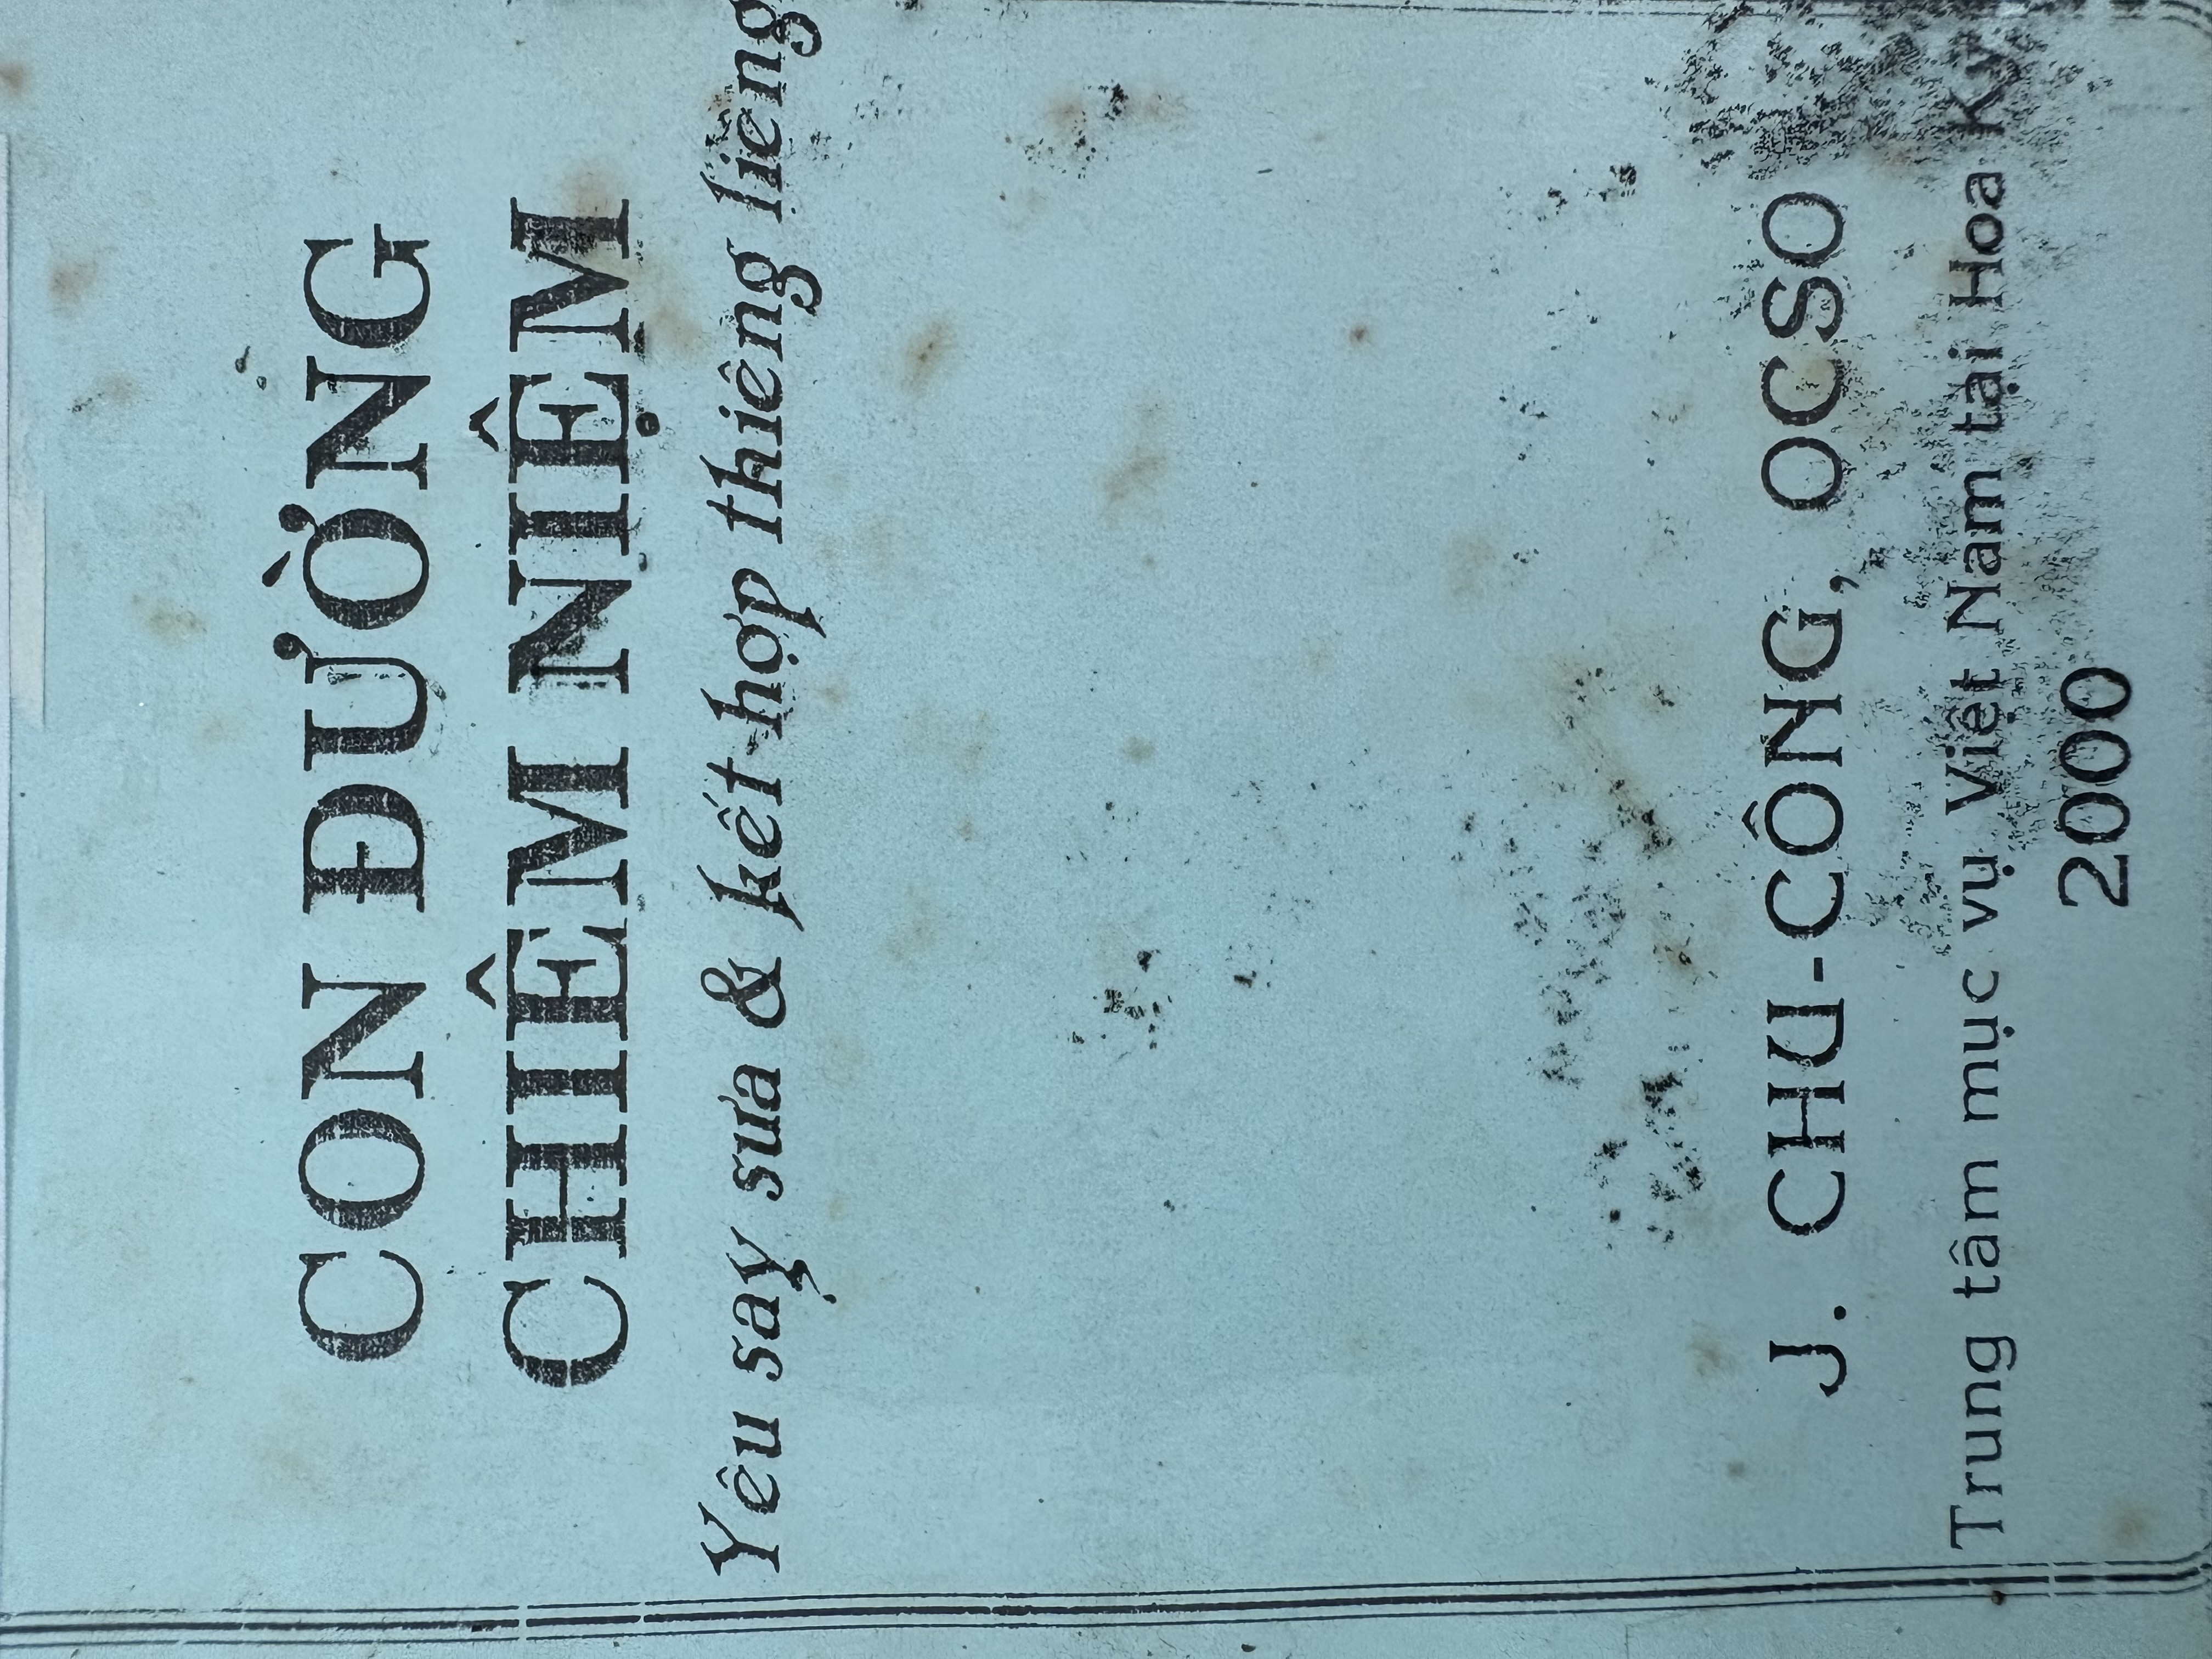 CON ĐƯỜNG
CHIÊM NIỆM
Yêu say sưa & kết hợp thiêng liêng
J. CHU-CÔNG, OCSO
Trung tâm mục vụ Việt Nam tại Hoa Kỳ
2000